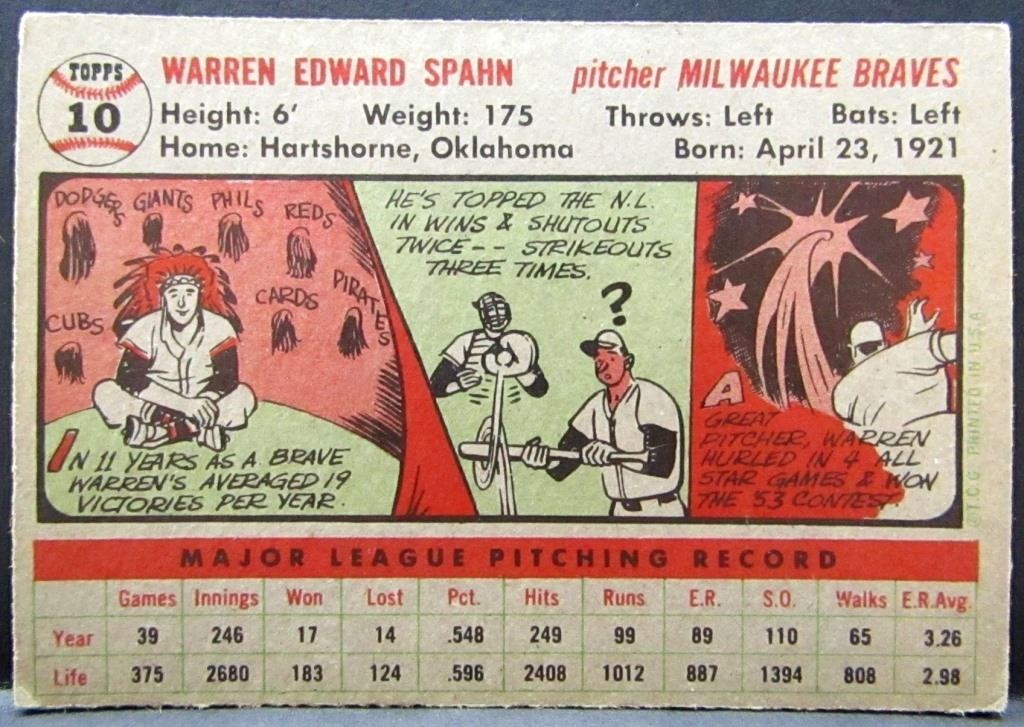 TOPPS
10
WARREN EDWARD SPAHN pitcher MILWAUKEE BRAVES
Height: 6' Weight: 175 Throws: Left Bats: Left
Home: Hartshorne, Oklahoma Born: April 23, 1921
DODGERS GIANTS PHILS REDS
CUBS CARDS PIRATES
IN 11 YEARS AS A BRAVE
WARREN'S AVERAGED 19
VICTORIES PER YEAR.
HE'S TOPPED THE N.L.
IN WINS & SHUTOUTS
TWICE-- STRIKEOUTS
THREE TIMES.
?
A
GREAT
PITCHER, WARREN
HURLED IN 4 ALL
STAR GAMES & WON
THE '53 CONTEST.
©T.C.G. PRINTED IN U.S.A.
MAJOR LEAGUE PITCHING RECORD
Games Innings Won Lost Pct. Hits Runs E.R. S.O. Walks E.R.Avg.
Year 39 246 17 14 .548 249 99 89 110 65 3.26
Life 375 2680 183 124 .596 2408 1012 887 1394 808 2.98